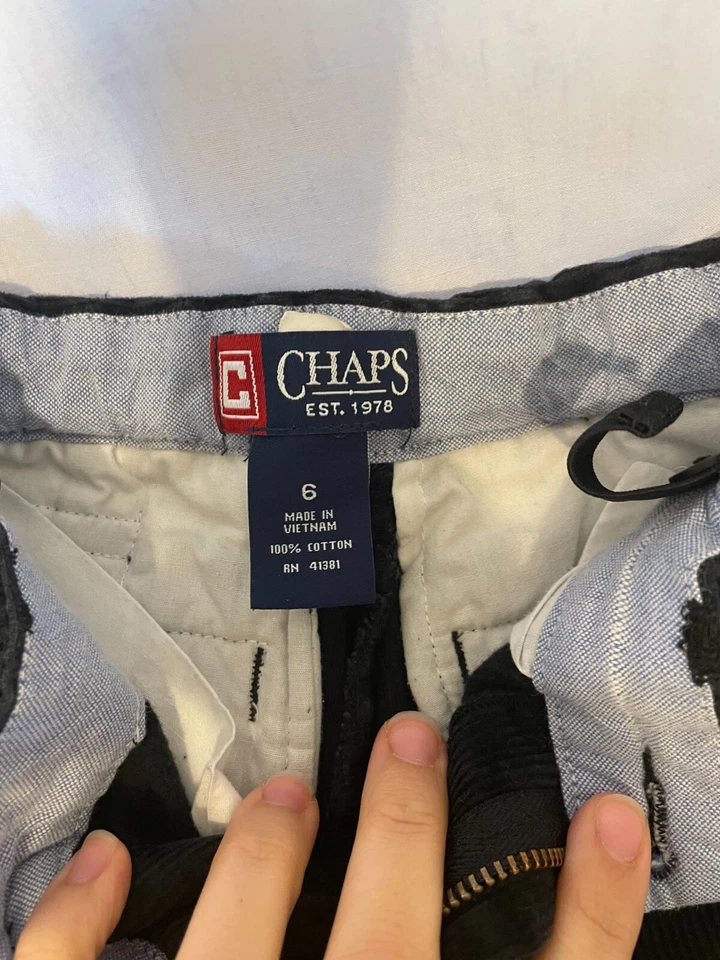 C CHAPS
EST. 1978
6
MADE IN
VIETNAM
100% COTTON
RN 41381